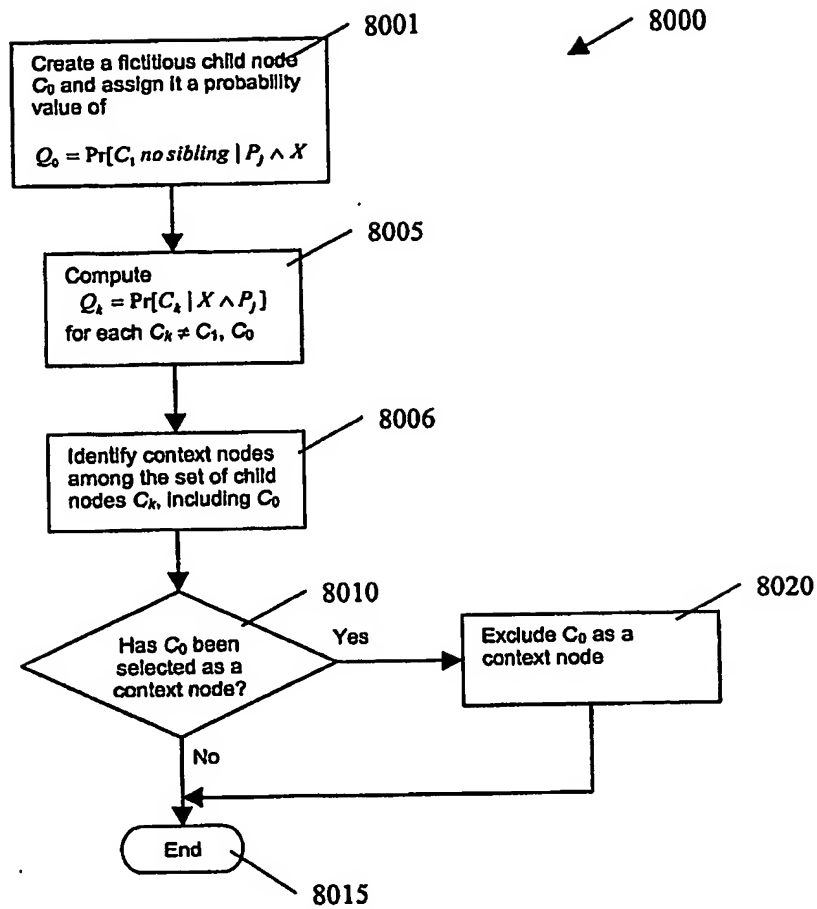 8001
8000
Create a fictitious child node
C₀ and assign it a probability
value of
Q₀ = Pr[C₁ no sibling | Pⱼ ∧ X
8005
Compute
Qₖ = Pr[Cₖ | X ∧ Pⱼ]
for each Cₖ ≠ C₁, C₀
8006
Identify context nodes
among the set of child
nodes Cₖ, including C₀
8010
8020
Has C₀ been
selected as a
context node?
Yes
Exclude C₀ as a
context node
No
End
8015